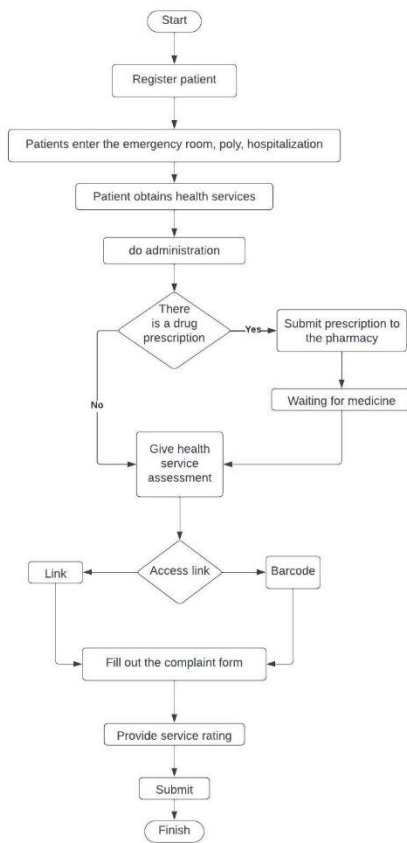 Start
Register patient
Patients enter the emergency room, poly, hospitalization
Patient obtains health services
do administration
There
is a drug
prescription
Yes
Submit prescription to
the pharmacy
No
Waiting for medicine
Give health
service
assessment
Link
Access link
Barcode
Fill out the complaint form
Provide service rating
Submit
Finish